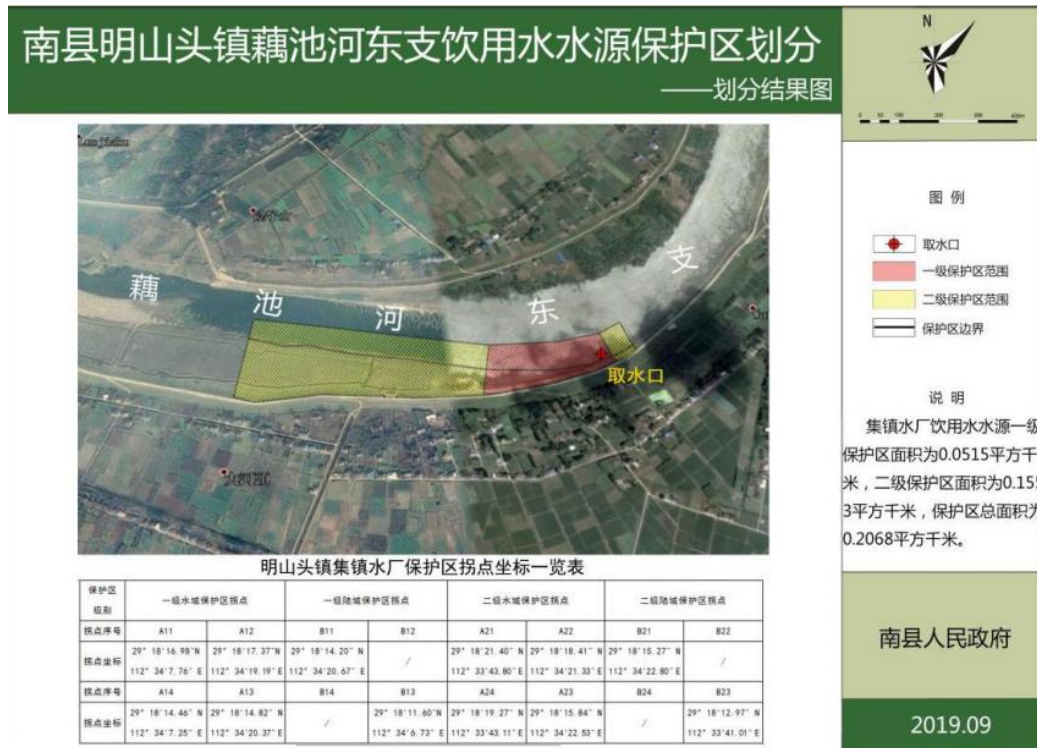 南县明山头镇藕池河东支饮用水水源保护区划分
——划分结果图
N
图 例
取水口
一级保护区范围
二级保护区范围
保护区边界
说 明
集镇水厂饮用水水源一级
保护区面积为0.0515平方千
米，二级保护区面积为0.155
3平方千米，保护区总面积为
0.2068平方千米。
南县人民政府
2019.09
藕 池 河 东 支
取水口
明山头镇集镇水厂保护区拐点坐标一览表
保护区级别 一级水域保护区拐点 一级陆域保护区拐点 二级水域保护区拐点 二级陆域保护区拐点
拐点序号 A11 A12 B11 B12 A21 A22 B21 B22
拐点坐标 29° 18'16.98"N 29° 18'17.37"N 29° 18'14.20"N / 29° 18'21.40"N 29° 18'18.41"N 29° 18'15.27"N /
112° 34'7.76"E 112° 34'19.19"E 112° 34'20.67"E 112° 33'43.80"E 112° 34'21.33"E 112° 34'22.80"E
拐点序号 A14 A13 B14 B13 A24 A23 B24 B23
拐点坐标 29° 18'14.46"N 29° 18'14.82"N / 29° 18'11.60"N 29° 18'19.27"N 29° 18'15.84"N / 29° 18'12.97"N
112° 34'7.25"E 112° 34'20.37"E 112° 34'6.73"E 112° 33'43.11"E 112° 34'22.53"E 112° 33'41.01"E